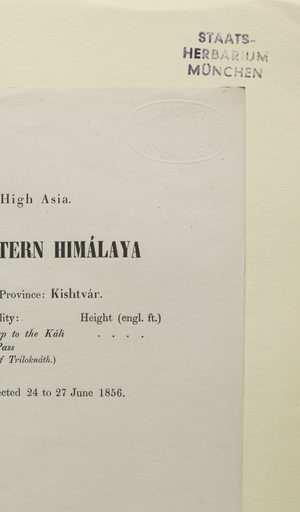 STAATS-
HERBARIUM
MÜNCHEN
High Asia.
TERN HIMÁLAYA
Province: Kishtvár.
lity: Height (engl. ft.)
p to the Káli . . . .
Pass
f Triloknáth.)
ected 24 to 27 June 1856.